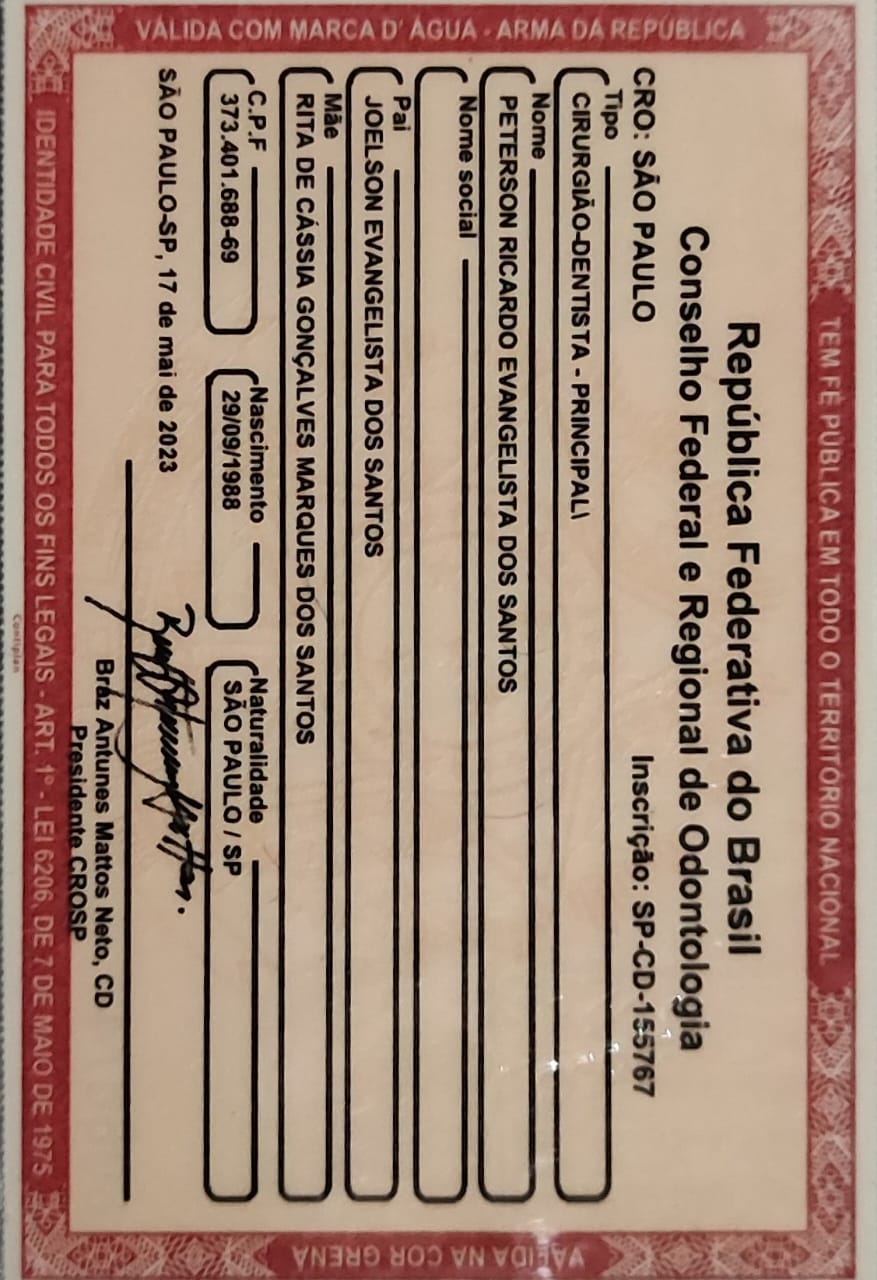 VÁLIDA COM MARCA D' ÁGUA - ARMA DA REPÚBLICA
TEM FÉ PÚBLICA EM TODO O TERRITÓRIO NACIONAL
República Federativa do Brasil
Conselho Federal e Regional de Odontologia
CRO: SÃO PAULO Inscrição: SP-CD-155767
Tipo
CIRURGIÃO-DENTISTA - PRINCIPALI\
Nome
PETERSON RICARDO EVANGELISTA DOS SANTOS
Nome social
Pai
JOELSON EVANGELISTA DOS SANTOS
Mãe
RITA DE CÁSSIA GONÇALVES MARQUES DOS SANTOS
C.P.F Nascimento Naturalidade
373.401.688-69 29/09/1988 SÃO PAULO / SP
SÃO PAULO-SP, 17 de mai de 2023
Bráz Antunes Mattos Neto, CD
Presidente CROSP
IDENTIDADE CIVIL PARA TODOS OS FINS LEGAIS - ART. 1º - LEI 6206, DE 7 DE MAIO DE 1975
VÁLIDA NA COR GRENÁ
Contiplan